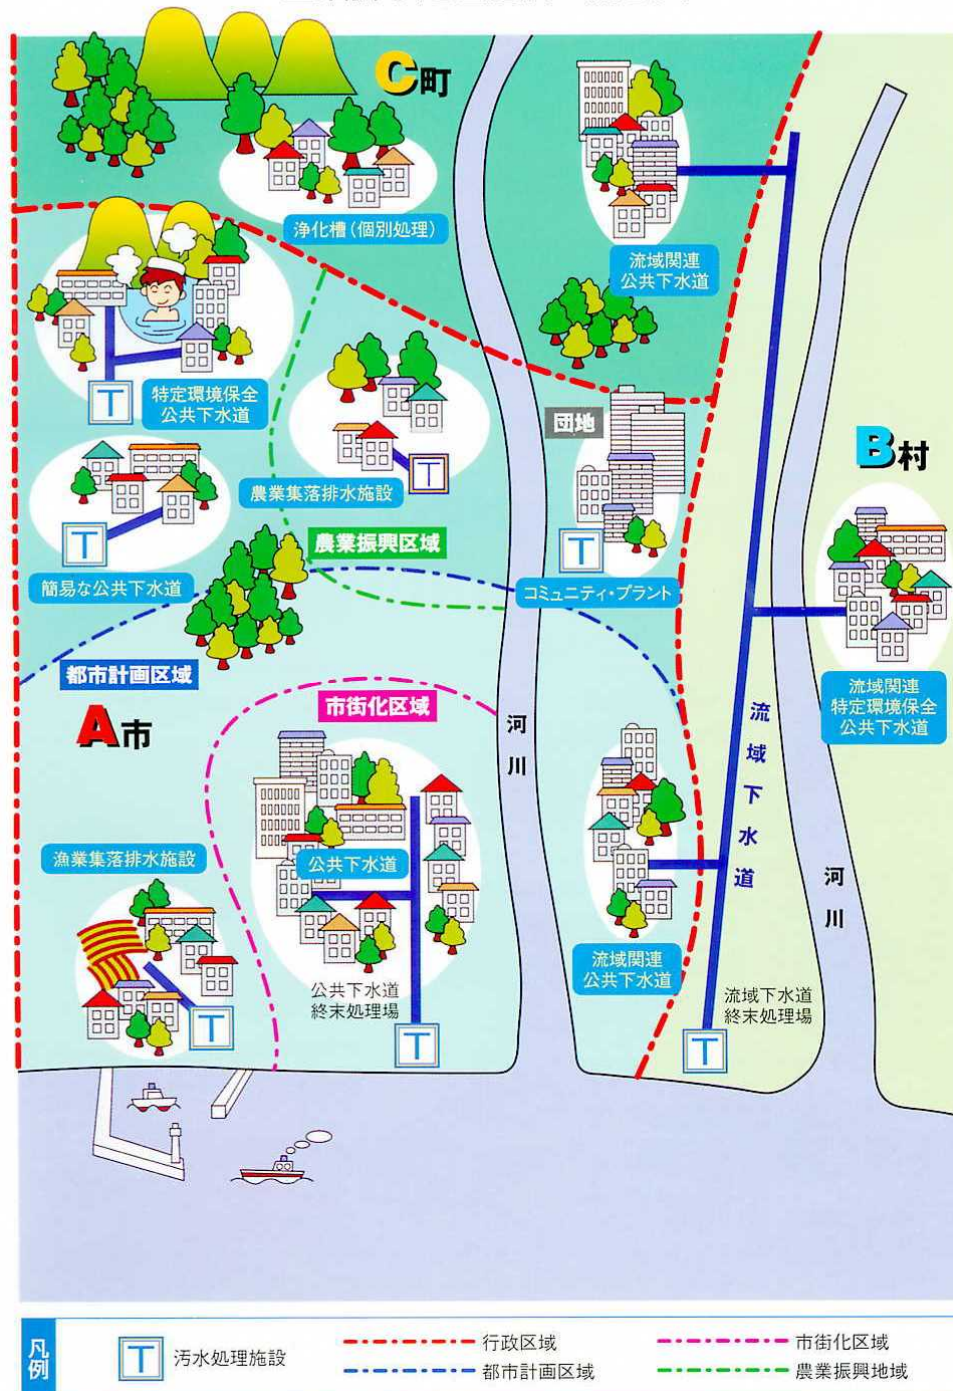 C町
浄化槽(個別処理)
流域関連
公共下水道
特定環境保全
公共下水道
団地
B村
農業集落排水施設
農業振興区域
簡易な公共下水道
コミュニティ・プラント
都市計画区域
市街化区域
流域関連
特定環境保全
公共下水道
A市
河川
流域下水道
漁業集落排水施設
公共下水道
河川
公共下水道
終末処理場
流域関連
公共下水道
流域下水道
終末処理場
T
T
T
T
T
T
T
凡例
T
汚水処理施設
行政区域
市街化区域
都市計画区域
農業振興地域